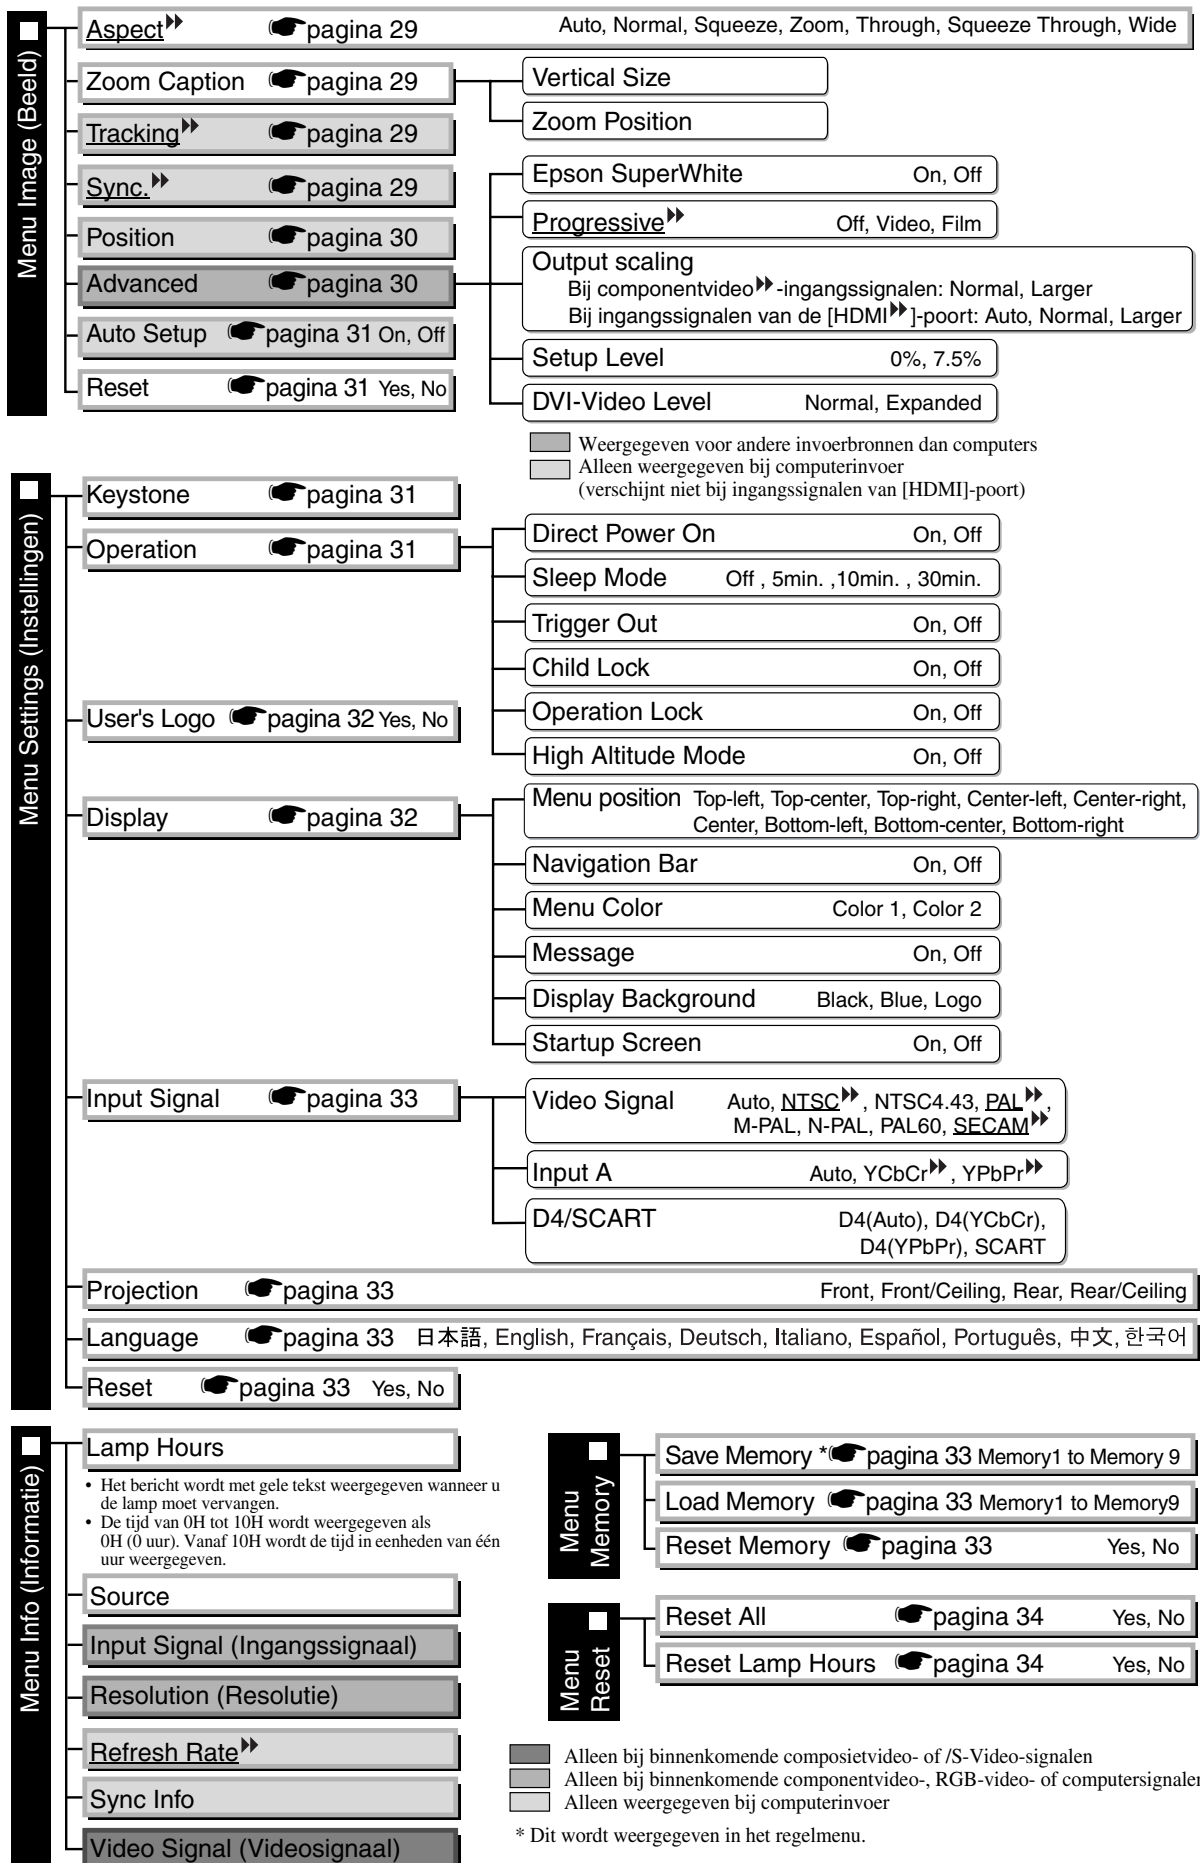 Menu Image (Beeld)
Aspect pagina 29 Auto, Normal, Squeeze, Zoom, Through, Squeeze Through, Wide
Zoom Caption pagina 29
Vertical Size
Zoom Position
Tracking pagina 29
Sync. pagina 29
Position pagina 30
Advanced pagina 30
Epson SuperWhite On, Off
Progressive Off, Video, Film
Output scaling
Bij componentvideo -ingangssignalen: Normal, Larger
Bij ingangssignalen van de [HDMI ]-poort: Auto, Normal, Larger
Setup Level 0%, 7.5%
DVI-Video Level Normal, Expanded
Auto Setup pagina 31 On, Off
Reset pagina 31 Yes, No
Weergegeven voor andere invoerbronnen dan computers
Alleen weergegeven bij computerinvoer
(verschijnt niet bij ingangssignalen van [HDMI]-poort)
Menu Settings (Instellingen)
Keystone pagina 31
Operation pagina 31
Direct Power On On, Off
Sleep Mode Off , 5min. ,10min. , 30min.
Trigger Out On, Off
Child Lock On, Off
Operation Lock On, Off
High Altitude Mode On, Off
User's Logo pagina 32 Yes, No
Display pagina 32
Menu position Top-left, Top-center, Top-right, Center-left, Center-right,
Center, Bottom-left, Bottom-center, Bottom-right
Navigation Bar On, Off
Menu Color Color 1, Color 2
Message On, Off
Display Background Black, Blue, Logo
Startup Screen On, Off
Input Signal pagina 33
Video Signal Auto, NTSC , NTSC4.43, PAL ,
M-PAL, N-PAL, PAL60, SECAM
Input A Auto, YCbCr , YPbPr
D4/SCART D4(Auto), D4(YCbCr),
D4(YPbPr), SCART
Projection pagina 33 Front, Front/Ceiling, Rear, Rear/Ceiling
Language pagina 33 日本語, English, Français, Deutsch, Italiano, Español, Português, 中文, 한국어
Reset pagina 33 Yes, No
Menu Info (Informatie)
Lamp Hours
• Het bericht wordt met gele tekst weergegeven wanneer u
de lamp moet vervangen.
• De tijd van 0H tot 10H wordt weergegeven als
0H (0 uur). Vanaf 10H wordt de tijd in eenheden van één
uur weergegeven.
Source
Input Signal (Ingangssignaal)
Resolution (Resolutie)
Refresh Rate
Sync Info
Video Signal (Videosignaal)
Menu
Memory
Save Memory * pagina 33 Memory1 to Memory 9
Load Memory pagina 33 Memory1 to Memory9
Reset Memory pagina 33 Yes, No
Menu
Reset
Reset All pagina 34 Yes, No
Reset Lamp Hours pagina 34 Yes, No
Alleen bij binnenkomende composietvideo- of /S-Video-signalen
Alleen bij binnenkomende componentvideo-, RGB-video- of computersignalen
Alleen weergegeven bij computerinvoer
* Dit wordt weergegeven in het regelmenu.